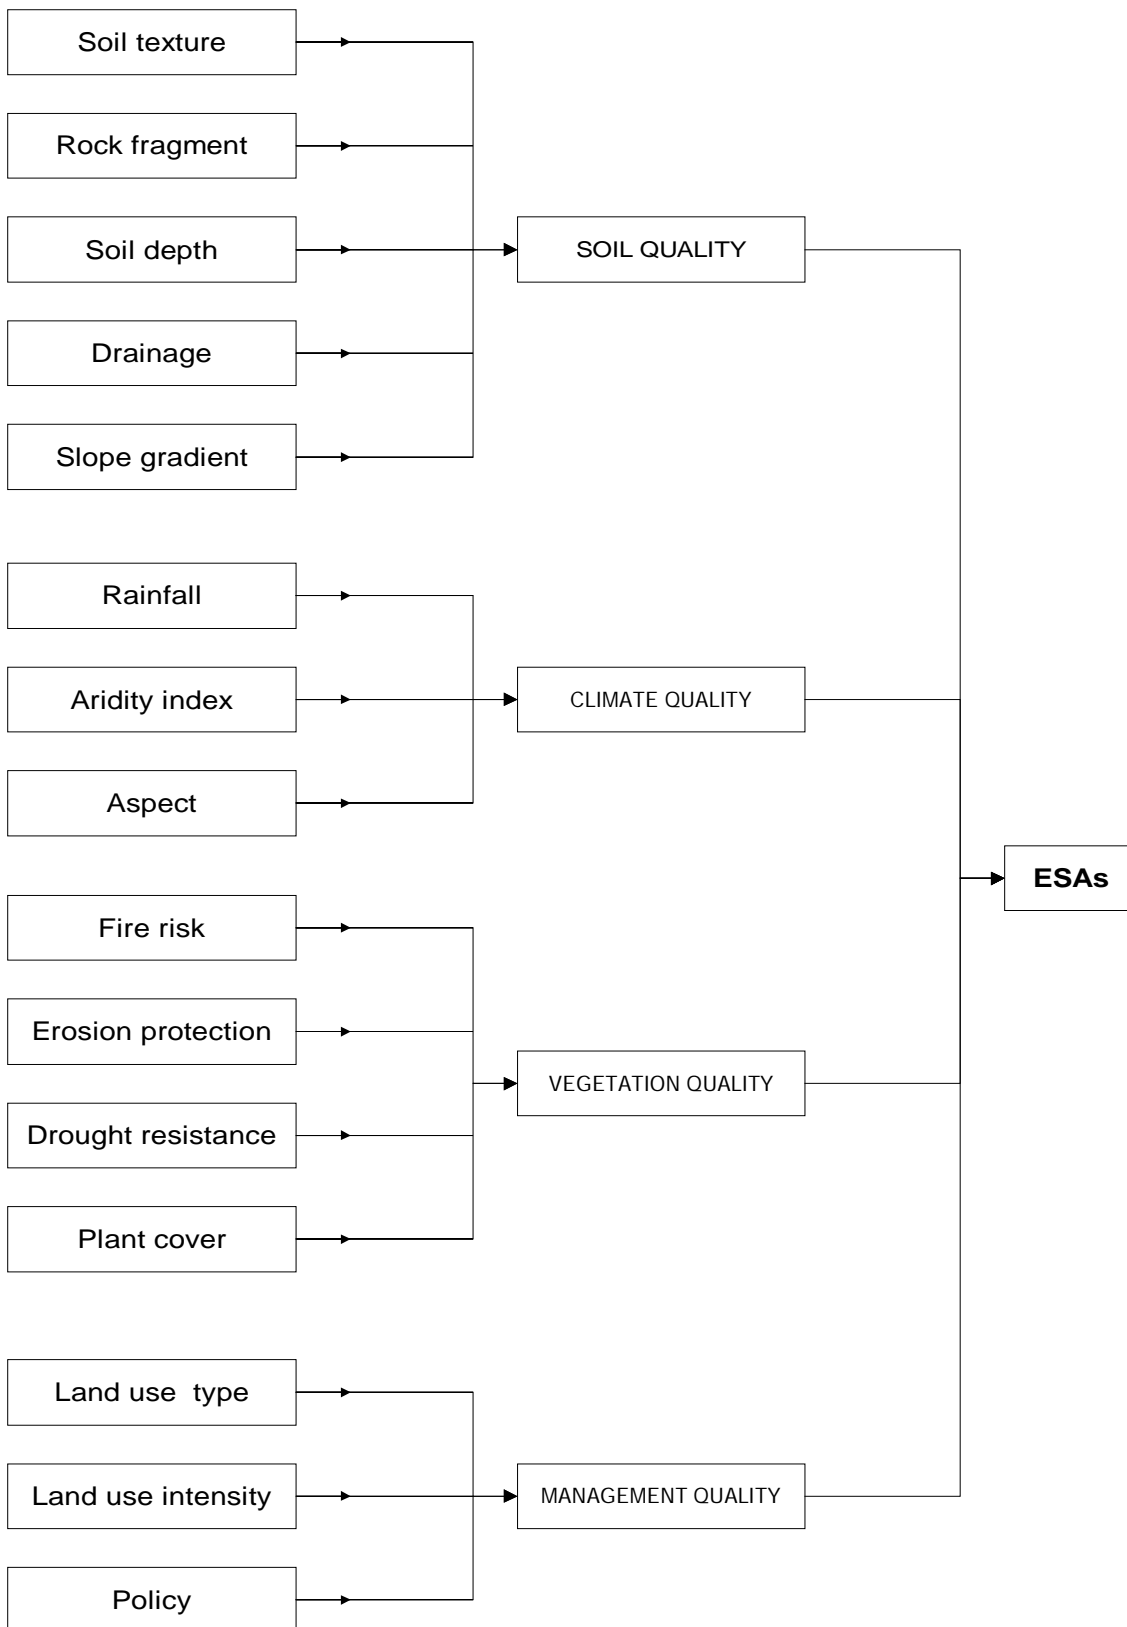 Soil texture
Rock fragment
Soil depth
Drainage
Slope gradient
SOIL QUALITY
Rainfall
Aridity index
Aspect
CLIMATE QUALITY
Fire risk
Erosion protection
Drought resistance
Plant cover
VEGETATION QUALITY
Land use  type
Land use intensity
Policy
MANAGEMENT QUALITY
ESAs